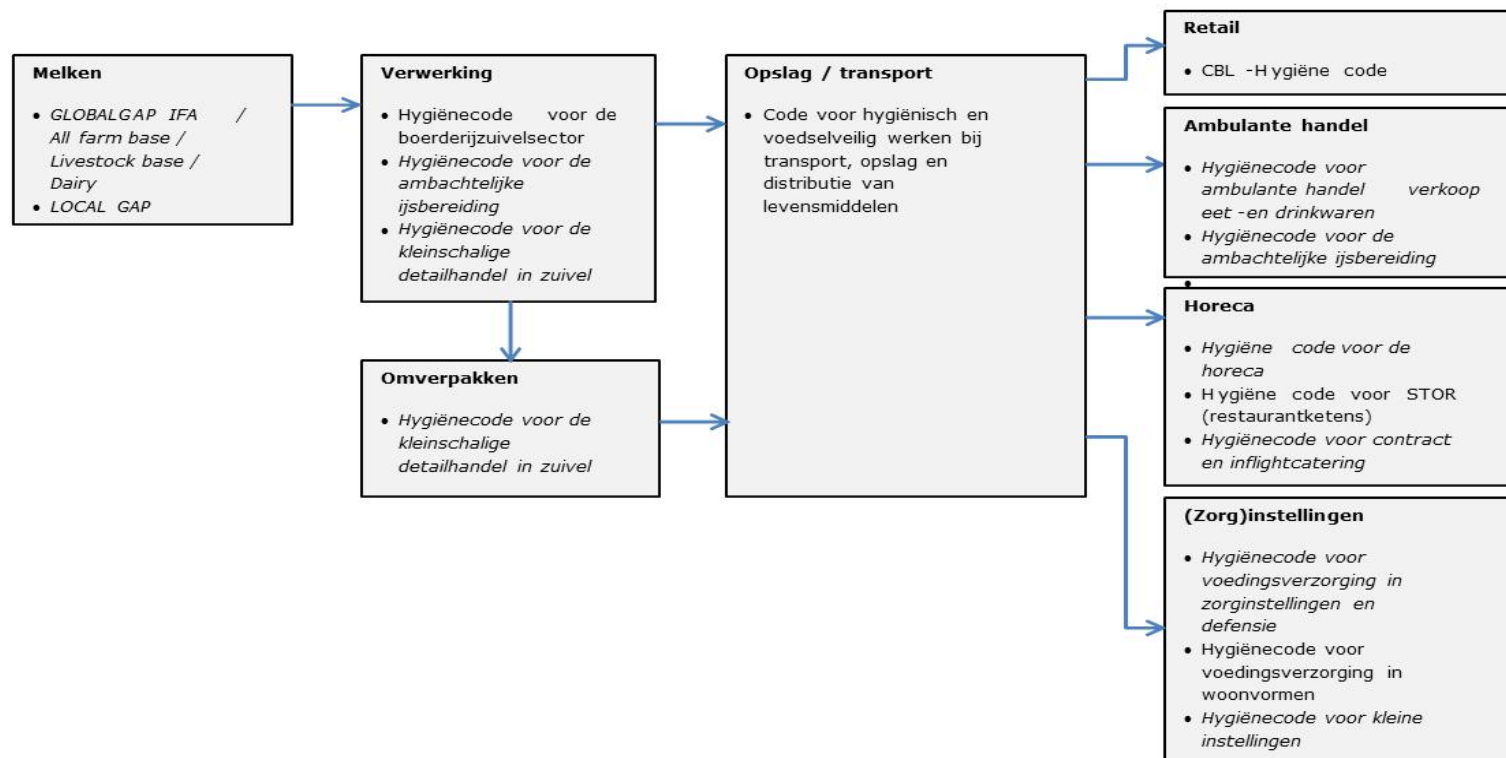 Melken
• GLOBALGAP IFA /
All farm base /
Livestock base /
Dairy
• LOCAL GAP
Verwerking
• Hygiënecode voor de
boerderijzuivelsector
• Hygiënecode voor de
ambachtelijke
ijsbereiding
• Hygiënecode voor de
kleinschalige
detailhandel in zuivel
Omverpakken
• Hygiënecode voor de
kleinschalige
detailhandel in zuivel
Opslag / transport
• Code voor hygiënisch en
voedselveilig werken bij
transport, opslag en
distributie van
levensmiddelen
Retail
• CBL -Hygiëne code
Ambulante handel
• Hygiënecode voor
ambulante handel verkoop
eet -en drinkwaren
• Hygiënecode voor de
ambachtelijke ijsbereiding
•
Horeca
• Hygiëne code voor de
horeca
• Hygiëne code voor STOR
(restaurantketens)
• Hygiënecode voor contract
en inflightcatering
(Zorg)instellingen
• Hygiënecode voor
voedingsverzorging in
zorginstellingen en
defensie
• Hygiënecode voor
voedingsverzorging in
woonvormen
• Hygiënecode voor kleine
instellingen